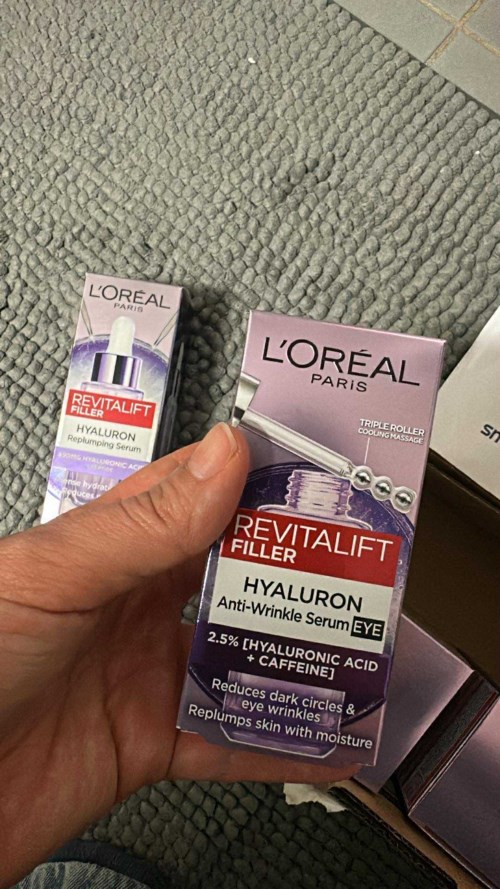 L'ORÉAL
PARIS
REVITALIFT
FILLER
HYALURON
Replumping Serum
L'ORÉAL
PARIS
TRIPLE ROLLER
COOLING MASSAGE
REVITALIFT
FILLER
HYALURON
Anti-Wrinkle Serum EYE
2.5% [HYALURONIC ACID
+ CAFFEINE]
Reduces dark circles &
eye wrinkles
Replumps skin with moisture